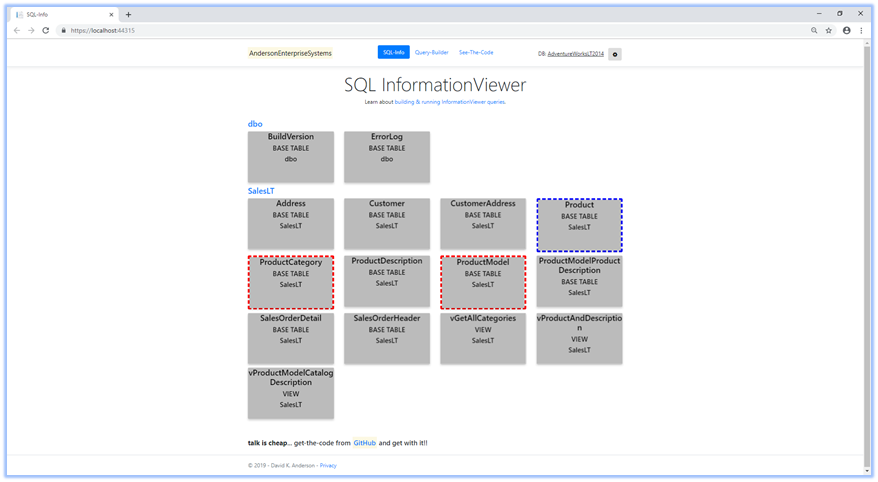 SQL-Info
https://localhost:44315
AndersonEnterpriseSystems
SQL-Info
Query-Builder
See-The-Code
DB: AdventureWorksLT2014
SQL InformationViewer
Learn about building & running InformationViewer queries.
dbo
BuildVersion
BASE TABLE
dbo
ErrorLog
BASE TABLE
dbo
SalesLT
Address
BASE TABLE
SalesLT
Customer
BASE TABLE
SalesLT
CustomerAddress
BASE TABLE
SalesLT
Product
BASE TABLE
SalesLT
ProductCategory
BASE TABLE
SalesLT
ProductDescription
BASE TABLE
SalesLT
ProductModel
BASE TABLE
SalesLT
ProductModelProduct
Description
BASE TABLE
SalesLT
SalesOrderDetail
BASE TABLE
SalesLT
SalesOrderHeader
BASE TABLE
SalesLT
vGetAllCategories
VIEW
SalesLT
vProductAndDescriptio
n
VIEW
SalesLT
vProductModelCatalog
Description
VIEW
SalesLT
talk is cheap... get-the-code from GitHub and get with it!!
© 2019 - David K. Anderson - Privacy